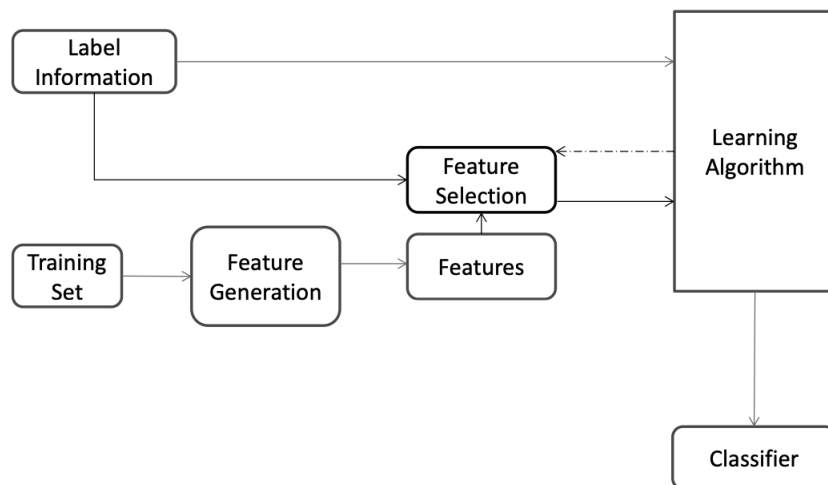 Label
Information
Learning
Algorithm
Feature
Selection
Training
Set
Feature
Generation
Features
Classifier